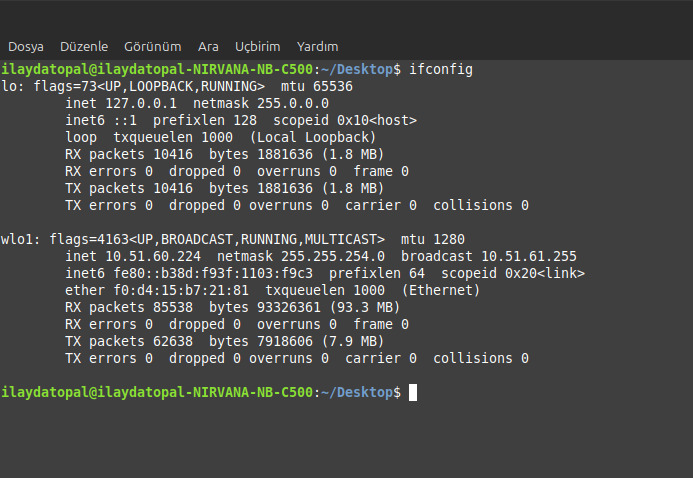 Dosya Düzenle Görünüm Ara Uçbirim Yardım
ilaydatopal@ilaydatopal-NIRVANA-NB-C500:~/Desktop$ ifconfig
lo: flags=73<UP,LOOPBACK,RUNNING>  mtu 65536
        inet 127.0.0.1  netmask 255.0.0.0
        inet6 ::1  prefixlen 128  scopeid 0x10<host>
        loop  txqueuelen 1000  (Local Loopback)
        RX packets 10416  bytes 1881636 (1.8 MB)
        RX errors 0  dropped 0  overruns 0  frame 0
        TX packets 10416  bytes 1881636 (1.8 MB)
        TX errors 0  dropped 0 overruns 0  carrier 0  collisions 0

wlo1: flags=4163<UP,BROADCAST,RUNNING,MULTICAST>  mtu 1280
        inet 10.51.60.224  netmask 255.255.254.0  broadcast 10.51.61.255
        inet6 fe80::b38d:f93f:1103:f9c3  prefixlen 64  scopeid 0x20<link>
        ether f0:d4:15:b7:21:81  txqueuelen 1000  (Ethernet)
        RX packets 85538  bytes 93326361 (93.3 MB)
        RX errors 0  dropped 0  overruns 0  frame 0
        TX packets 62638  bytes 7918606 (7.9 MB)
        TX errors 0  dropped 0 overruns 0  carrier 0  collisions 0

ilaydatopal@ilaydatopal-NIRVANA-NB-C500:~/Desktop$